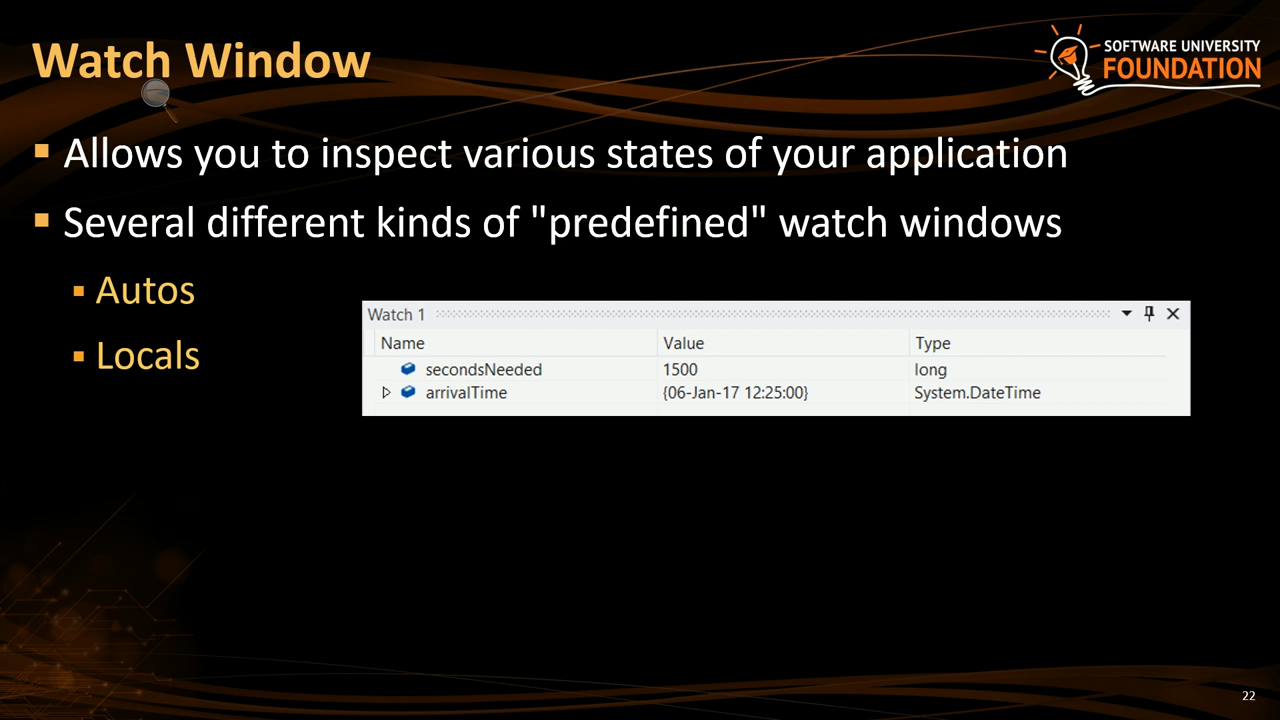 Watch Window
SOFTWARE UNIVERSITY
FOUNDATION
Allows you to inspect various states of your application
Several different kinds of "predefined" watch windows
Autos
Locals
Watch 1
Name Value Type
secondsNeeded 1500 long
arrivalTime {06-Jan-17 12:25:00} System.DateTime
22